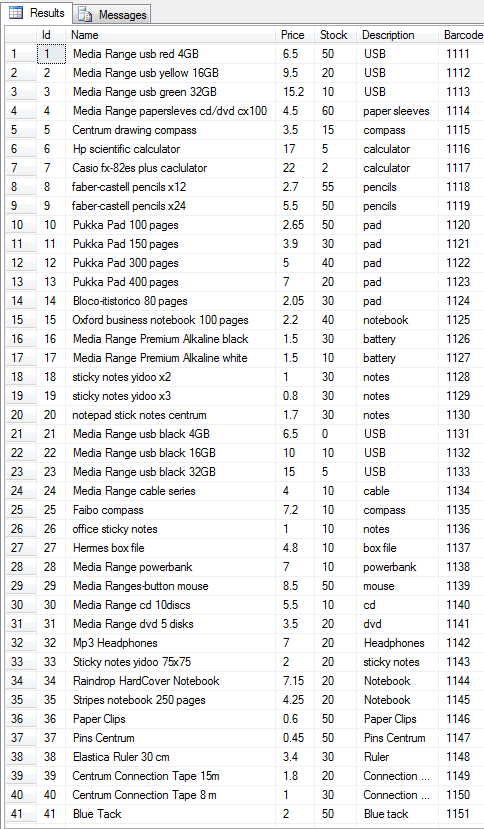 Results Messages
Id Name Price Stock Description Barcode
1 1 Media Range usb red 4GB 6.5 50 USB 1111
2 2 Media Range usb yellow 16GB 9.5 20 USB 1112
3 3 Media Range usb green 32GB 15.2 10 USB 1113
4 4 Media Range papersleves cd/dvd cx100 4.5 60 paper sleeves 1114
5 5 Centrum drawing compass 3.5 15 compass 1115
6 6 Hp scientific calculator 17 5 calculator 1116
7 7 Casio fx-82es plus caclulator 22 2 calculator 1117
8 8 faber-castell pencils x12 2.7 55 pencils 1118
9 9 faber-castell pencils x24 5.5 50 pencils 1119
10 10 Pukka Pad 100 pages 2.65 50 pad 1120
11 11 Pukka Pad 150 pages 3.9 30 pad 1121
12 12 Pukka Pad 300 pages 5 40 pad 1122
13 13 Pukka Pad 400 pages 7 20 pad 1123
14 14 Bloco-itistorico 80 pages 2.05 30 pad 1124
15 15 Oxford business notebook 100 pages 2.2 40 notebook 1125
16 16 Media Range Premium Alkaline black 1.5 30 battery 1126
17 17 Media Range Premium Alkaline white 1.5 10 battery 1127
18 18 sticky notes yidoo x2 1 30 notes 1128
19 19 sticky notes yidoo x3 0.8 30 notes 1129
20 20 notepad stick notes centrum 1.7 30 notes 1130
21 21 Media Range usb black 4GB 6.5 0 USB 1131
22 22 Media Range usb black 16GB 10 10 USB 1132
23 23 Media Range usb black 32GB 15 5 USB 1133
24 24 Media Range cable series 4 10 cable 1134
25 25 Faibo compass 7.2 10 compass 1135
26 26 office sticky notes 1 10 notes 1136
27 27 Hermes box file 4.8 10 box file 1137
28 28 Media Range powerbank 7 10 powerbank 1138
29 29 Media Ranges-button mouse 8.5 50 mouse 1139
30 30 Media Range cd 10discs 5.5 10 cd 1140
31 31 Media Range dvd 5 disks 3.5 20 dvd 1141
32 32 Mp3 Headphones 7 20 Headphones 1142
33 33 Sticky notes yidoo 75x75 2 20 sticky notes 1143
34 34 Raindrop HardCover Notebook 7.15 20 Notebook 1144
35 35 Stripes notebook 250 pages 4.25 20 Notebook 1145
36 36 Paper Clips 0.6 50 Paper Clips 1146
37 37 Pins Centrum 0.45 50 Pins Centrum 1147
38 38 Elastica Ruler 30 cm 3.4 30 Ruler 1148
39 39 Centrum Connection Tape 15m 1.8 20 Connection ... 1149
40 40 Centrum Connection Tape 8 m 1 30 Connection ... 1150
41 41 Blue Tack 2 50 Blue tack 1151